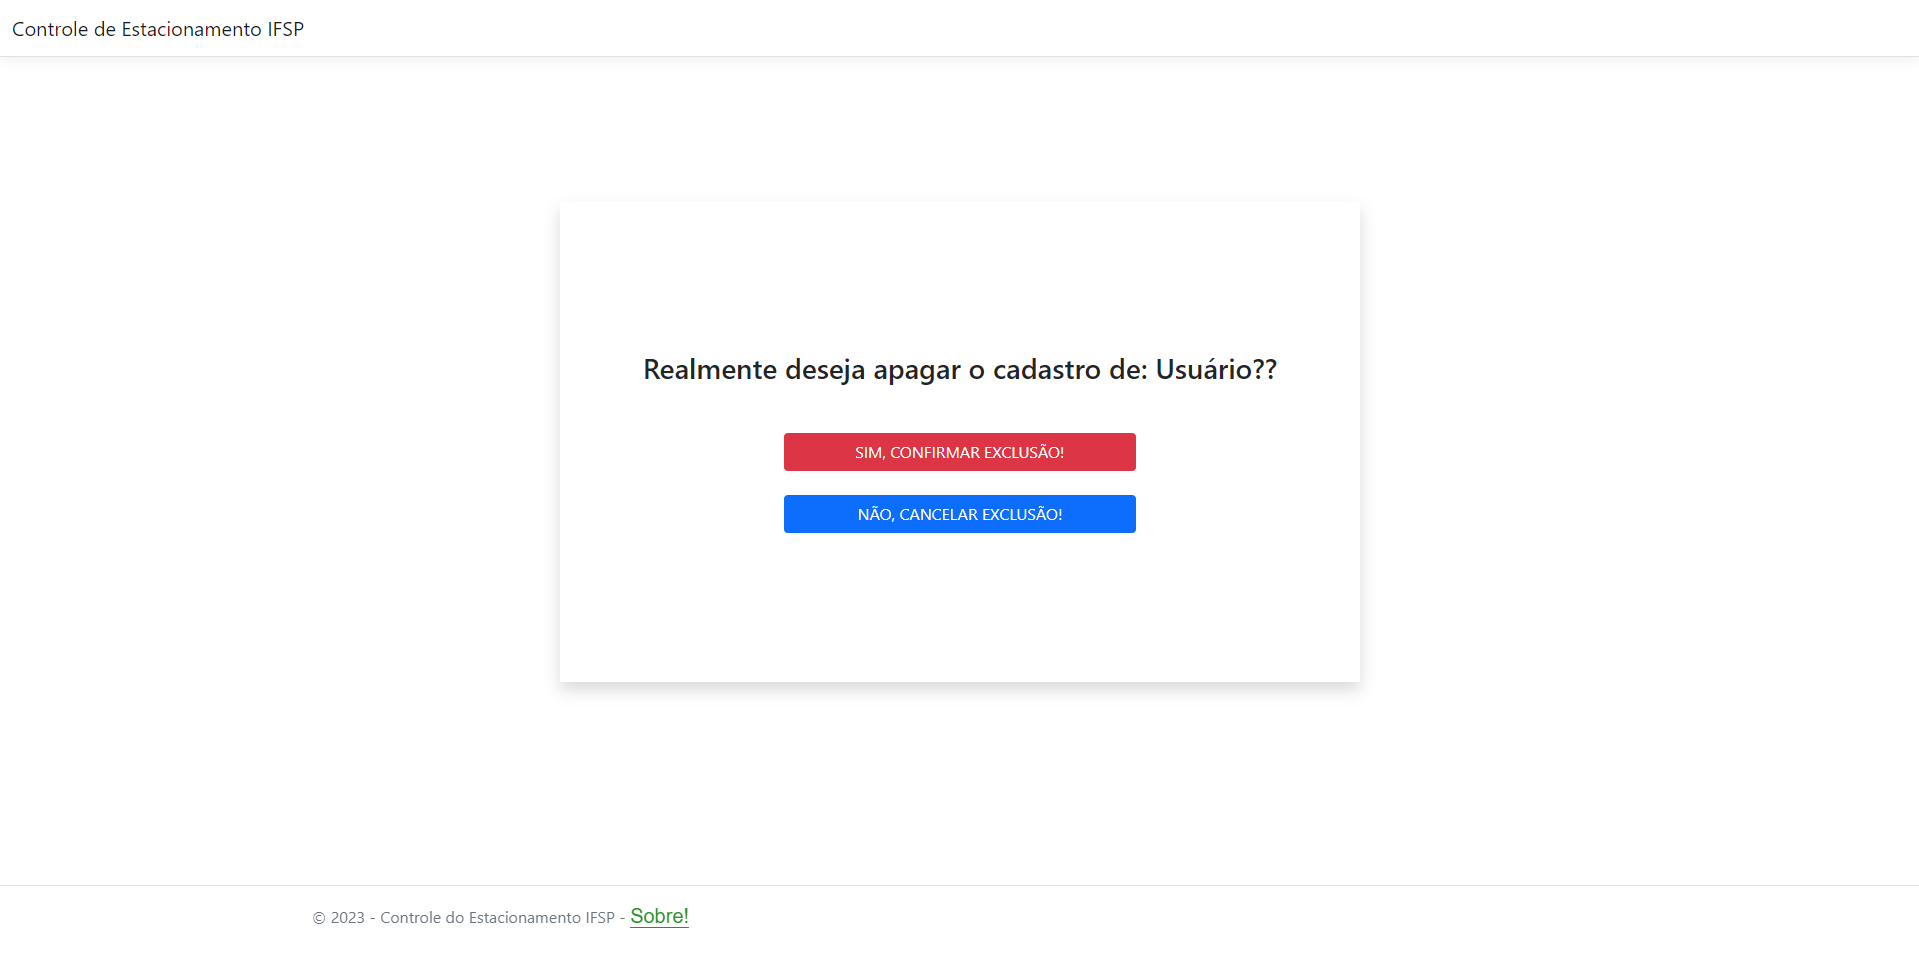 Controle de Estacionamento IFSP
Realmente deseja apagar o cadastro de: Usuário??
SIM, CONFIRMAR EXCLUSÃO!
NÃO, CANCELAR EXCLUSÃO!
© 2023 - Controle do Estacionamento IFSP - Sobre!